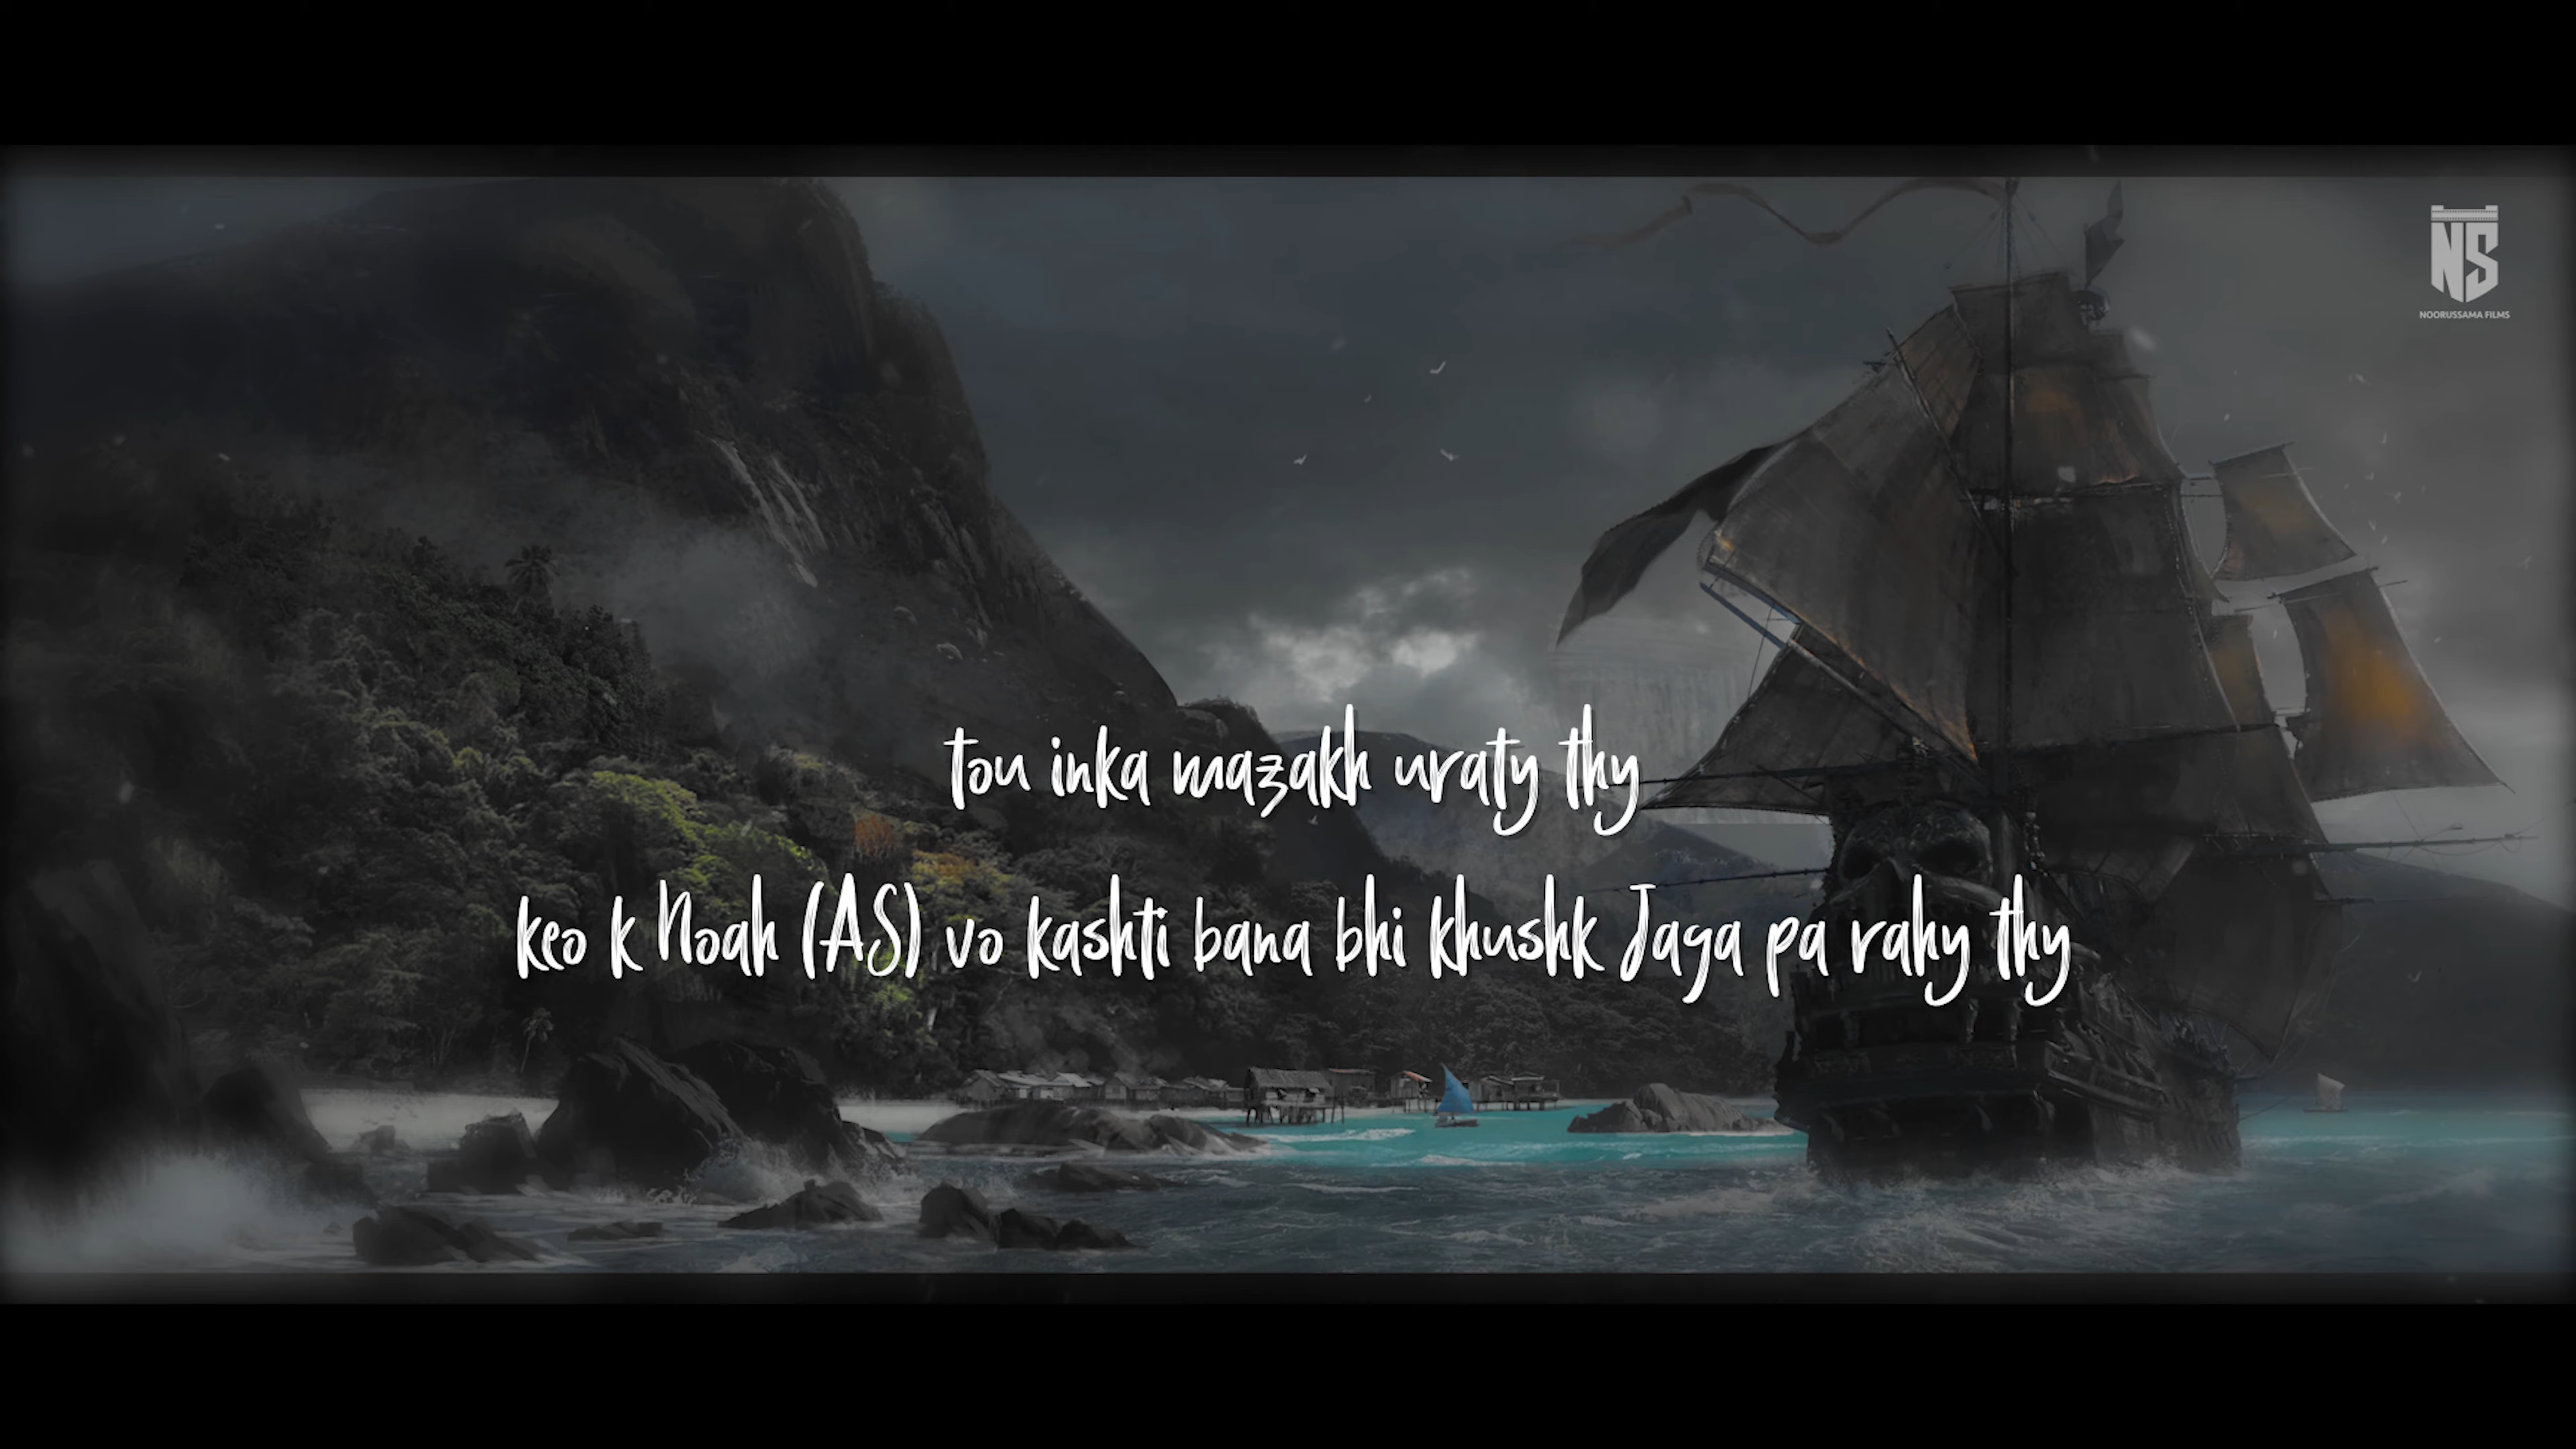 NS
NOORUSSAMA FILMS
tou inka mazakh uraty thy
keo k Noah (AS) vo kashti bana bhi khushk Jaga pa rahy thy